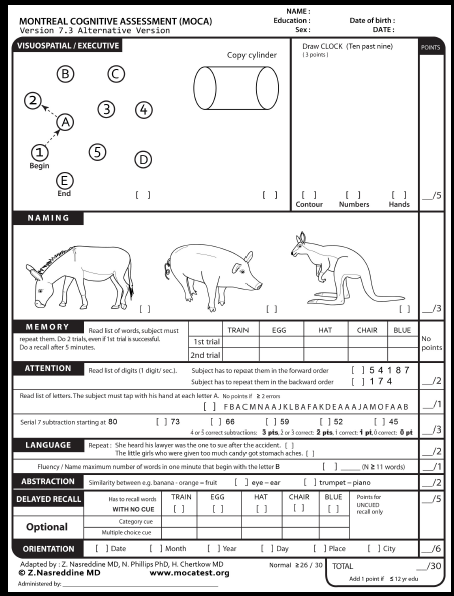 NAME :
MONTREAL COGNITIVE ASSESSMENT (MOCA)
Education :
Date of birth :
Version 7.3 Alternative Version
Sex :
DATE :
VISUOSPATIAL / EXECUTIVE
Copy cylinder
Draw CLOCK (Ten past nine)
( 3 points )
POINTS
B
C
2
A
3
4
1
Begin
5
D
E
End
[ ]
[ ]
[ ] [ ] [ ]
Contour Numbers Hands
__/5
NAMING
[ ]
[ ]
[ ]
__/3
MEMORY
Read list of words, subject must
repeat them. Do 2 trials, even if 1st trial is successful.
Do a recall after 5 minutes.
TRAIN EGG HAT CHAIR BLUE
1st trial
2nd trial
No
points
ATTENTION
Read list of digits (1 digit/ sec.).
Subject has to repeat them in the forward order [ ] 5 4 1 8 7
Subject has to repeat them in the backward order [ ] 1 7 4
__/2
Read list of letters. The subject must tap with his hand at each letter A. No points if ≥ 2 errors
[ ] F B A C M N A A J K L B A F A K D E A A A J A M O F A A B
__/1
Serial 7 subtraction starting at 80 [ ] 73 [ ] 66 [ ] 59 [ ] 52 [ ] 45
4 or 5 correct subtractions: 3 pts, 2 or 3 correct: 2 pts, 1 correct: 1 pt, 0 correct: 0 pt
__/3
LANGUAGE
Repeat : She heard his lawyer was the one to sue after the accident. [ ]
The little girls who were given too much candy got stomach aches. [ ]
__/2
Fluency / Name maximum number of words in one minute that begin with the letter B [ ] _____ (N ≥ 11 words)
__/1
ABSTRACTION
Similarity between e.g. banana - orange = fruit [ ] eye – ear [ ] trumpet – piano
__/2
DELAYED RECALL
Has to recall words
WITH NO CUE
TRAIN EGG HAT CHAIR BLUE
[ ] [ ] [ ] [ ] [ ]
Points for
UNCUED
recall only
__/5
Optional
Category cue
Multiple choice cue
ORIENTATION
[ ] Date [ ] Month [ ] Year [ ] Day [ ] Place [ ] City
__/6
Adapted by : Z. Nasreddine MD, N. Phillips PhD, H. Chertkow MD
© Z.Nasreddine MD www.mocatest.org
Administered by: ____________________
Normal ≥ 26 / 30
TOTAL
__/30
Add 1 point if ≤ 12 yr edu